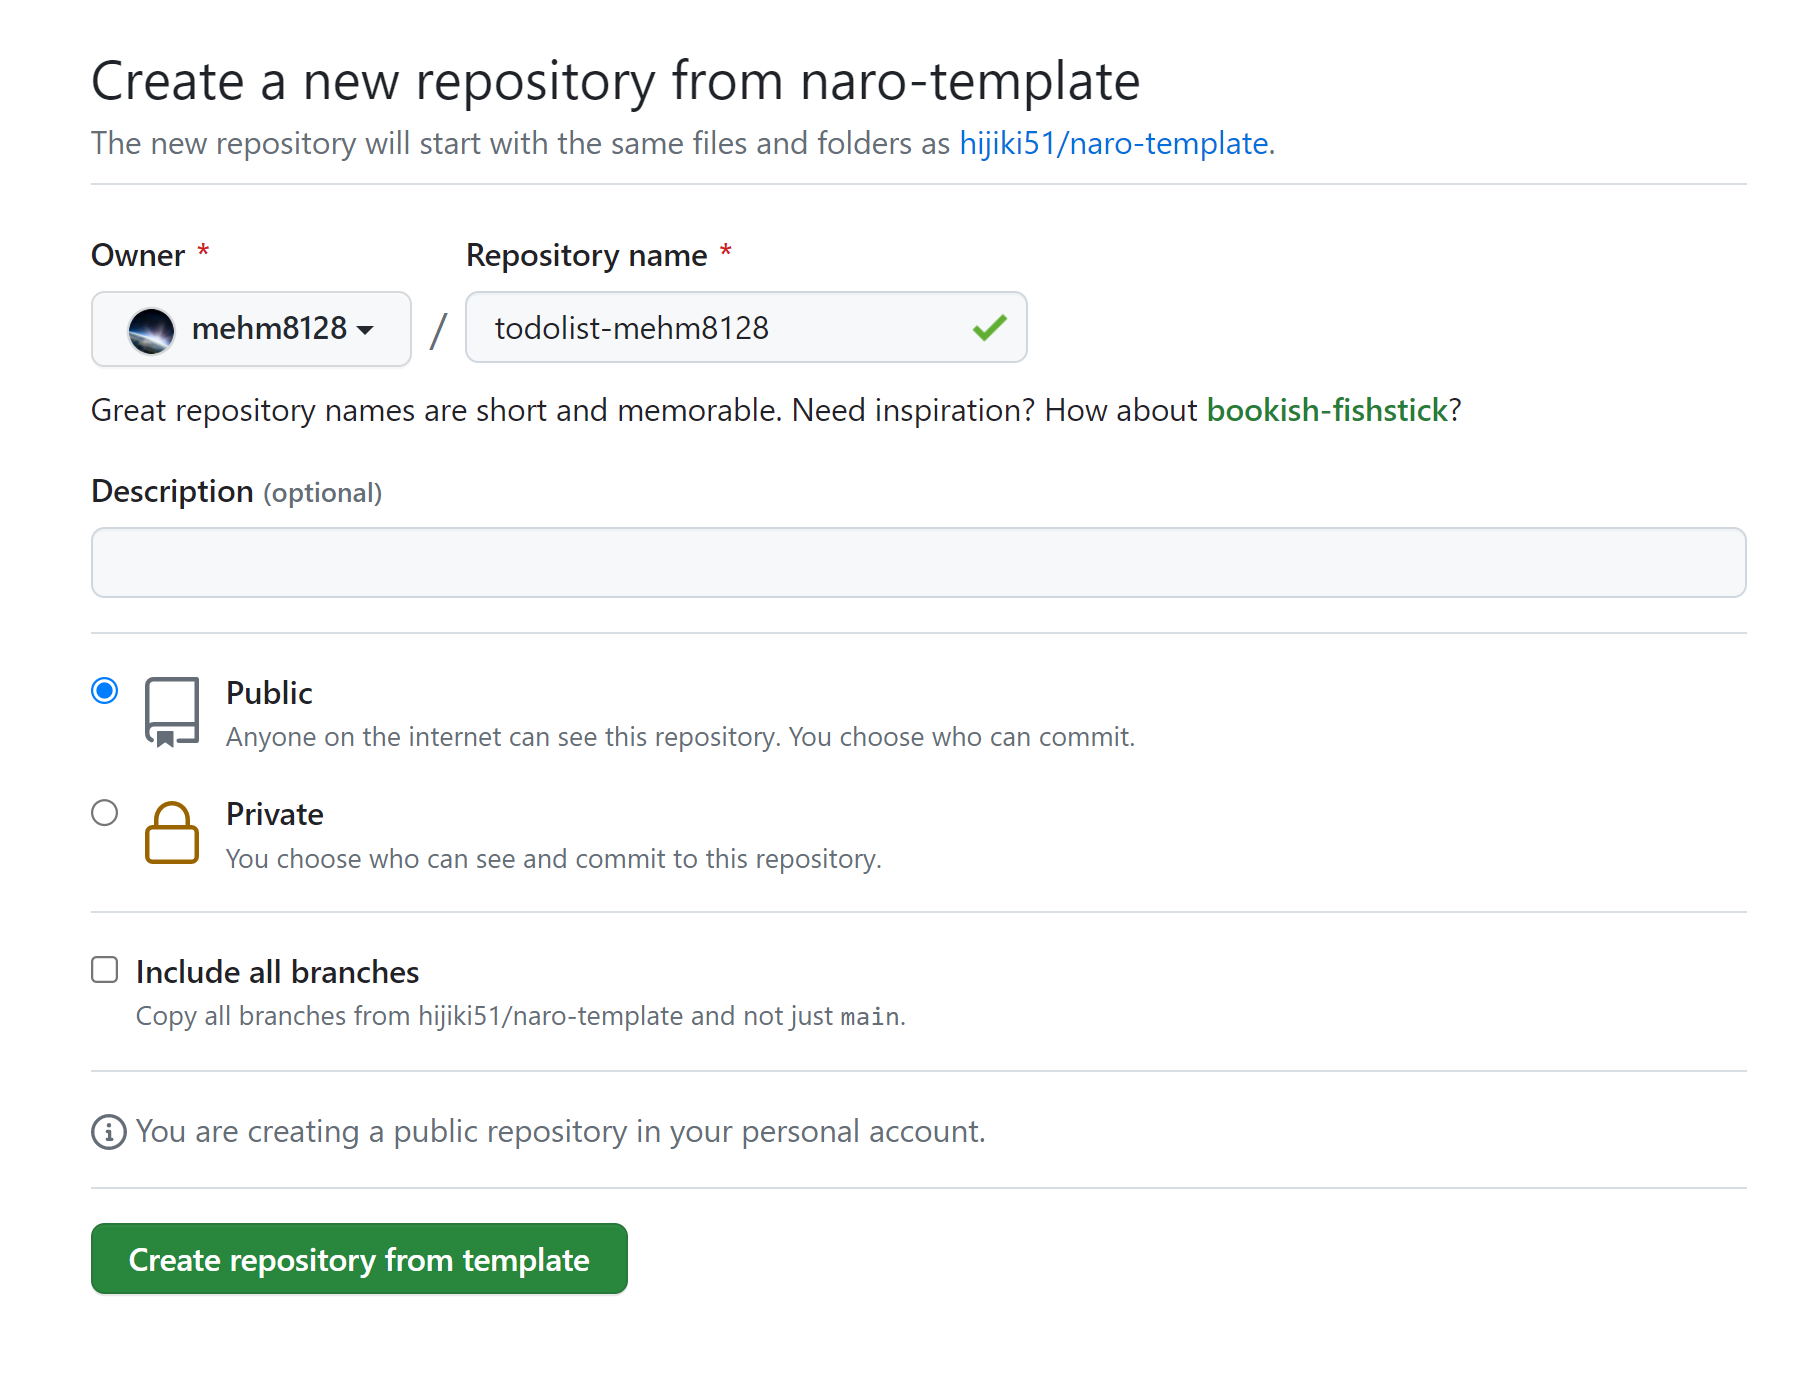 Create a new repository from naro-template
The new repository will start with the same files and folders as hijiki51/naro-template.
Owner * Repository name *
mehm8128 / todolist-mehm8128
Great repository names are short and memorable. Need inspiration? How about bookish-fishstick?
Description (optional)
Public
Anyone on the internet can see this repository. You choose who can commit.
Private
You choose who can see and commit to this repository.
Include all branches
Copy all branches from hijiki51/naro-template and not just main.
You are creating a public repository in your personal account.
Create repository from template